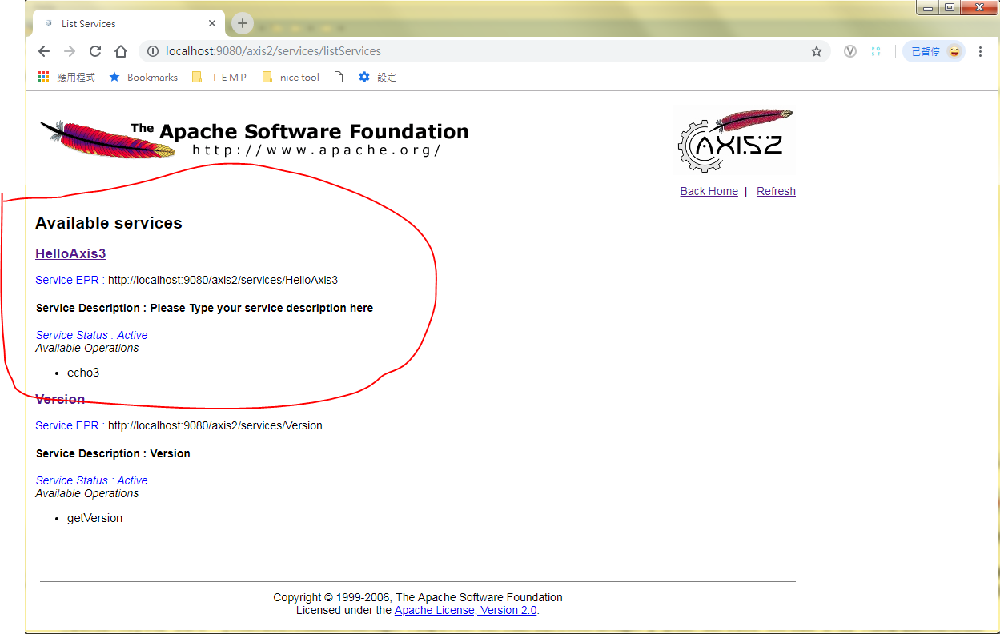 List Services
localhost:9080/axis2/services/listServices
已暫停
應用程式 Bookmarks T E M P nice tool 設定
The Apache Software Foundation
http://www.apache.org/
AXIS2
Back Home | Refresh
Available services
HelloAxis3
Service EPR : http://localhost:9080/axis2/services/HelloAxis3
Service Description : Please Type your service description here
Service Status : Active
Available Operations
• echo3
Version
Service EPR : http://localhost:9080/axis2/services/Version
Service Description : Version
Service Status : Active
Available Operations
• getVersion
Copyright © 1999-2006, The Apache Software Foundation
Licensed under the Apache License, Version 2.0.